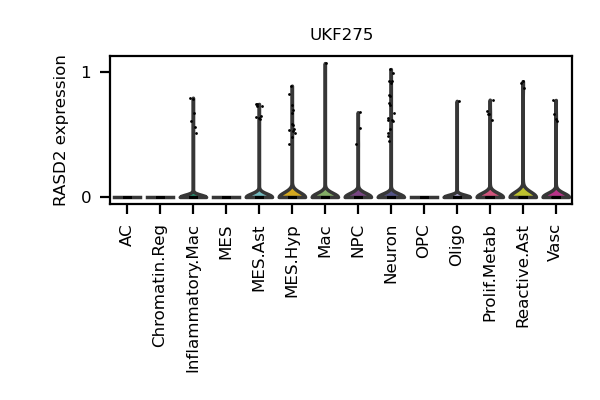 UKF275
RASD2 expression
1
0
AC
Chromatin.Reg
Inflammatory.Mac
MES
MES.Ast
MES.Hyp
Mac
NPC
Neuron
OPC
Oligo
Prolif.Metab
Reactive.Ast
Vasc